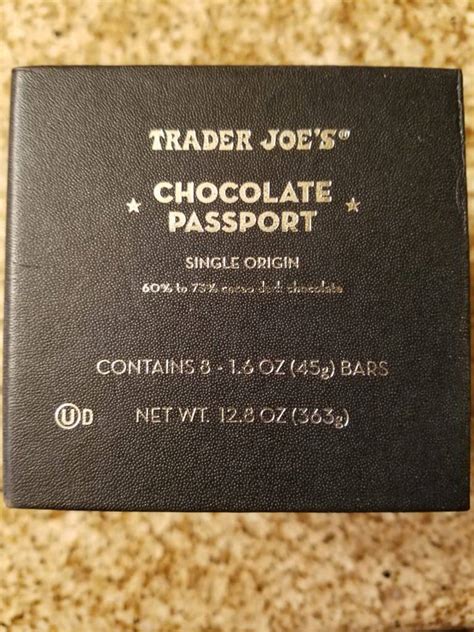 TRADER JOE'S®
CHOCOLATE
PASSPORT
SINGLE ORIGIN
60% to 73% cacao dark chocolate
CONTAINS 8 - 1.6 OZ (45g) BARS
ⓊD NET WT. 12.8 OZ (363g)